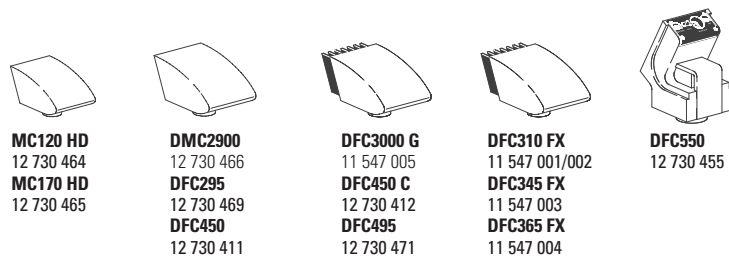 MC120 HD
12 730 464
MC170 HD
12 730 465
DMC2900
12 730 466
DFC295
12 730 469
DFC450
12 730 411
DFC3000 G
11 547 005
DFC450 C
12 730 412
DFC495
12 730 471
DFC310 FX
11 547 001/002
DFC345 FX
11 547 003
DFC365 FX
11 547 004
DFC550
12 730 455